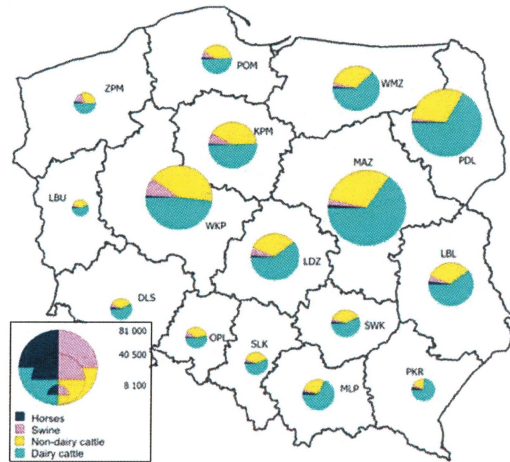 POM
ZPM
WMZ
KPM
PDL
MAZ
LBU
WKP
LDZ
LBL
DLS
OPL
SWK
SLK
MLP
PKR
81 000
40 500
8 100
Horses
Swine
Non-dairy cattle
Dairy cattle